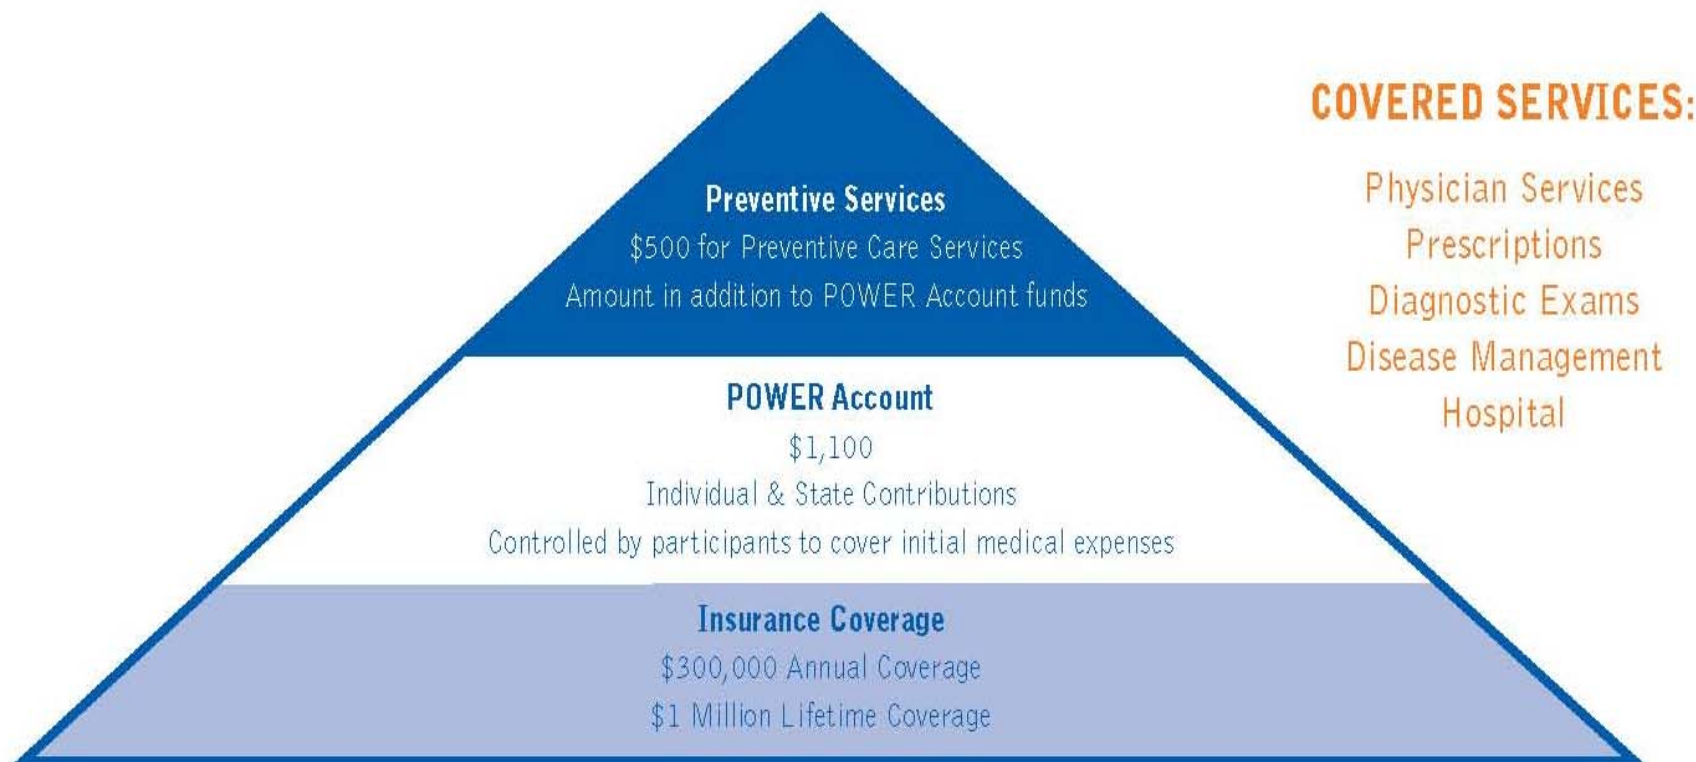 Preventive Services
$500 for Preventive Care Services
Amount in addition to POWER Account funds
POWER Account
$1,100
Individual & State Contributions
Controlled by participants to cover initial medical expenses
Insurance Coverage
$300,000 Annual Coverage
$1 Million Lifetime Coverage
COVERED SERVICES:
Physician Services
Prescriptions
Diagnostic Exams
Disease Management
Hospital